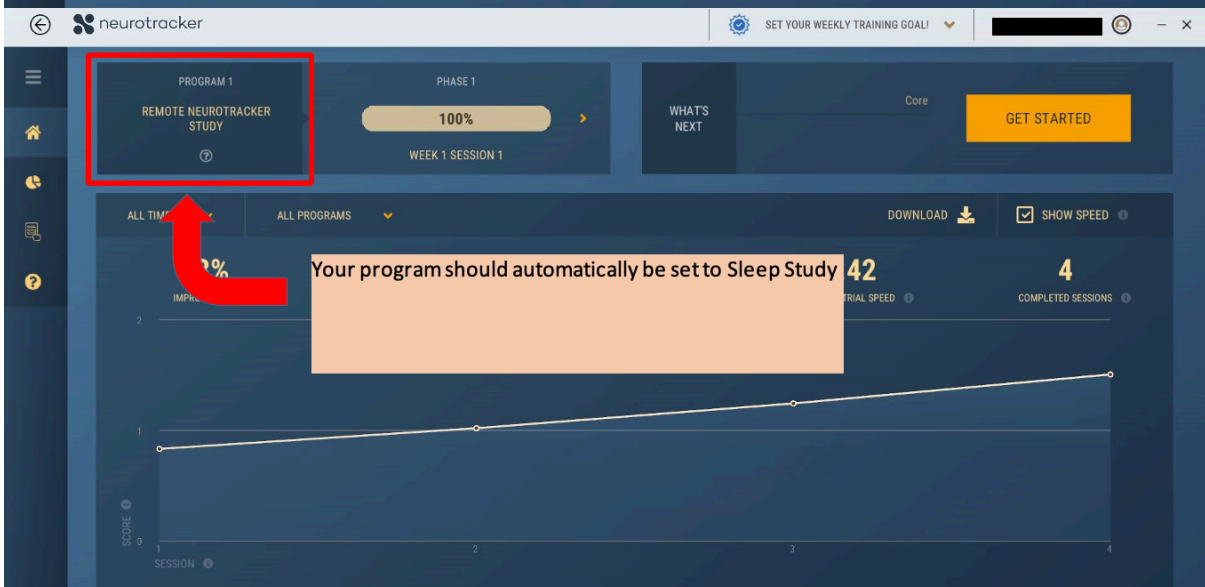 neurotracker
SET YOUR WEEKLY TRAINING GOAL!
PROGRAM 1
REMOTE NEUROTRACKER
STUDY
PHASE 1
100%
WEEK 1 SESSION 1
WHAT'S
NEXT
Core
GET STARTED
ALL PROGRAMS
DOWNLOAD
SHOW SPEED
Your program should automatically be set to Sleep Study
42
TRIAL SPEED
4
COMPLETED SESSIONS
2
1
0
SCORE
1
2
3
4
SESSION